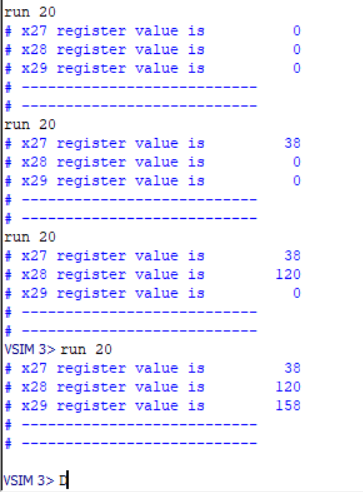 run 20
# x27 register value is 0
# x28 register value is 0
# x29 register value is 0
# ---------------------------
# ---------------------------
run 20
# x27 register value is 38
# x28 register value is 0
# x29 register value is 0
# ---------------------------
# ---------------------------
run 20
# x27 register value is 38
# x28 register value is 120
# x29 register value is 0
# ---------------------------
# ---------------------------
VSIM 3> run 20
# x27 register value is 38
# x28 register value is 120
# x29 register value is 158
# ---------------------------
# ---------------------------
VSIM 3> D